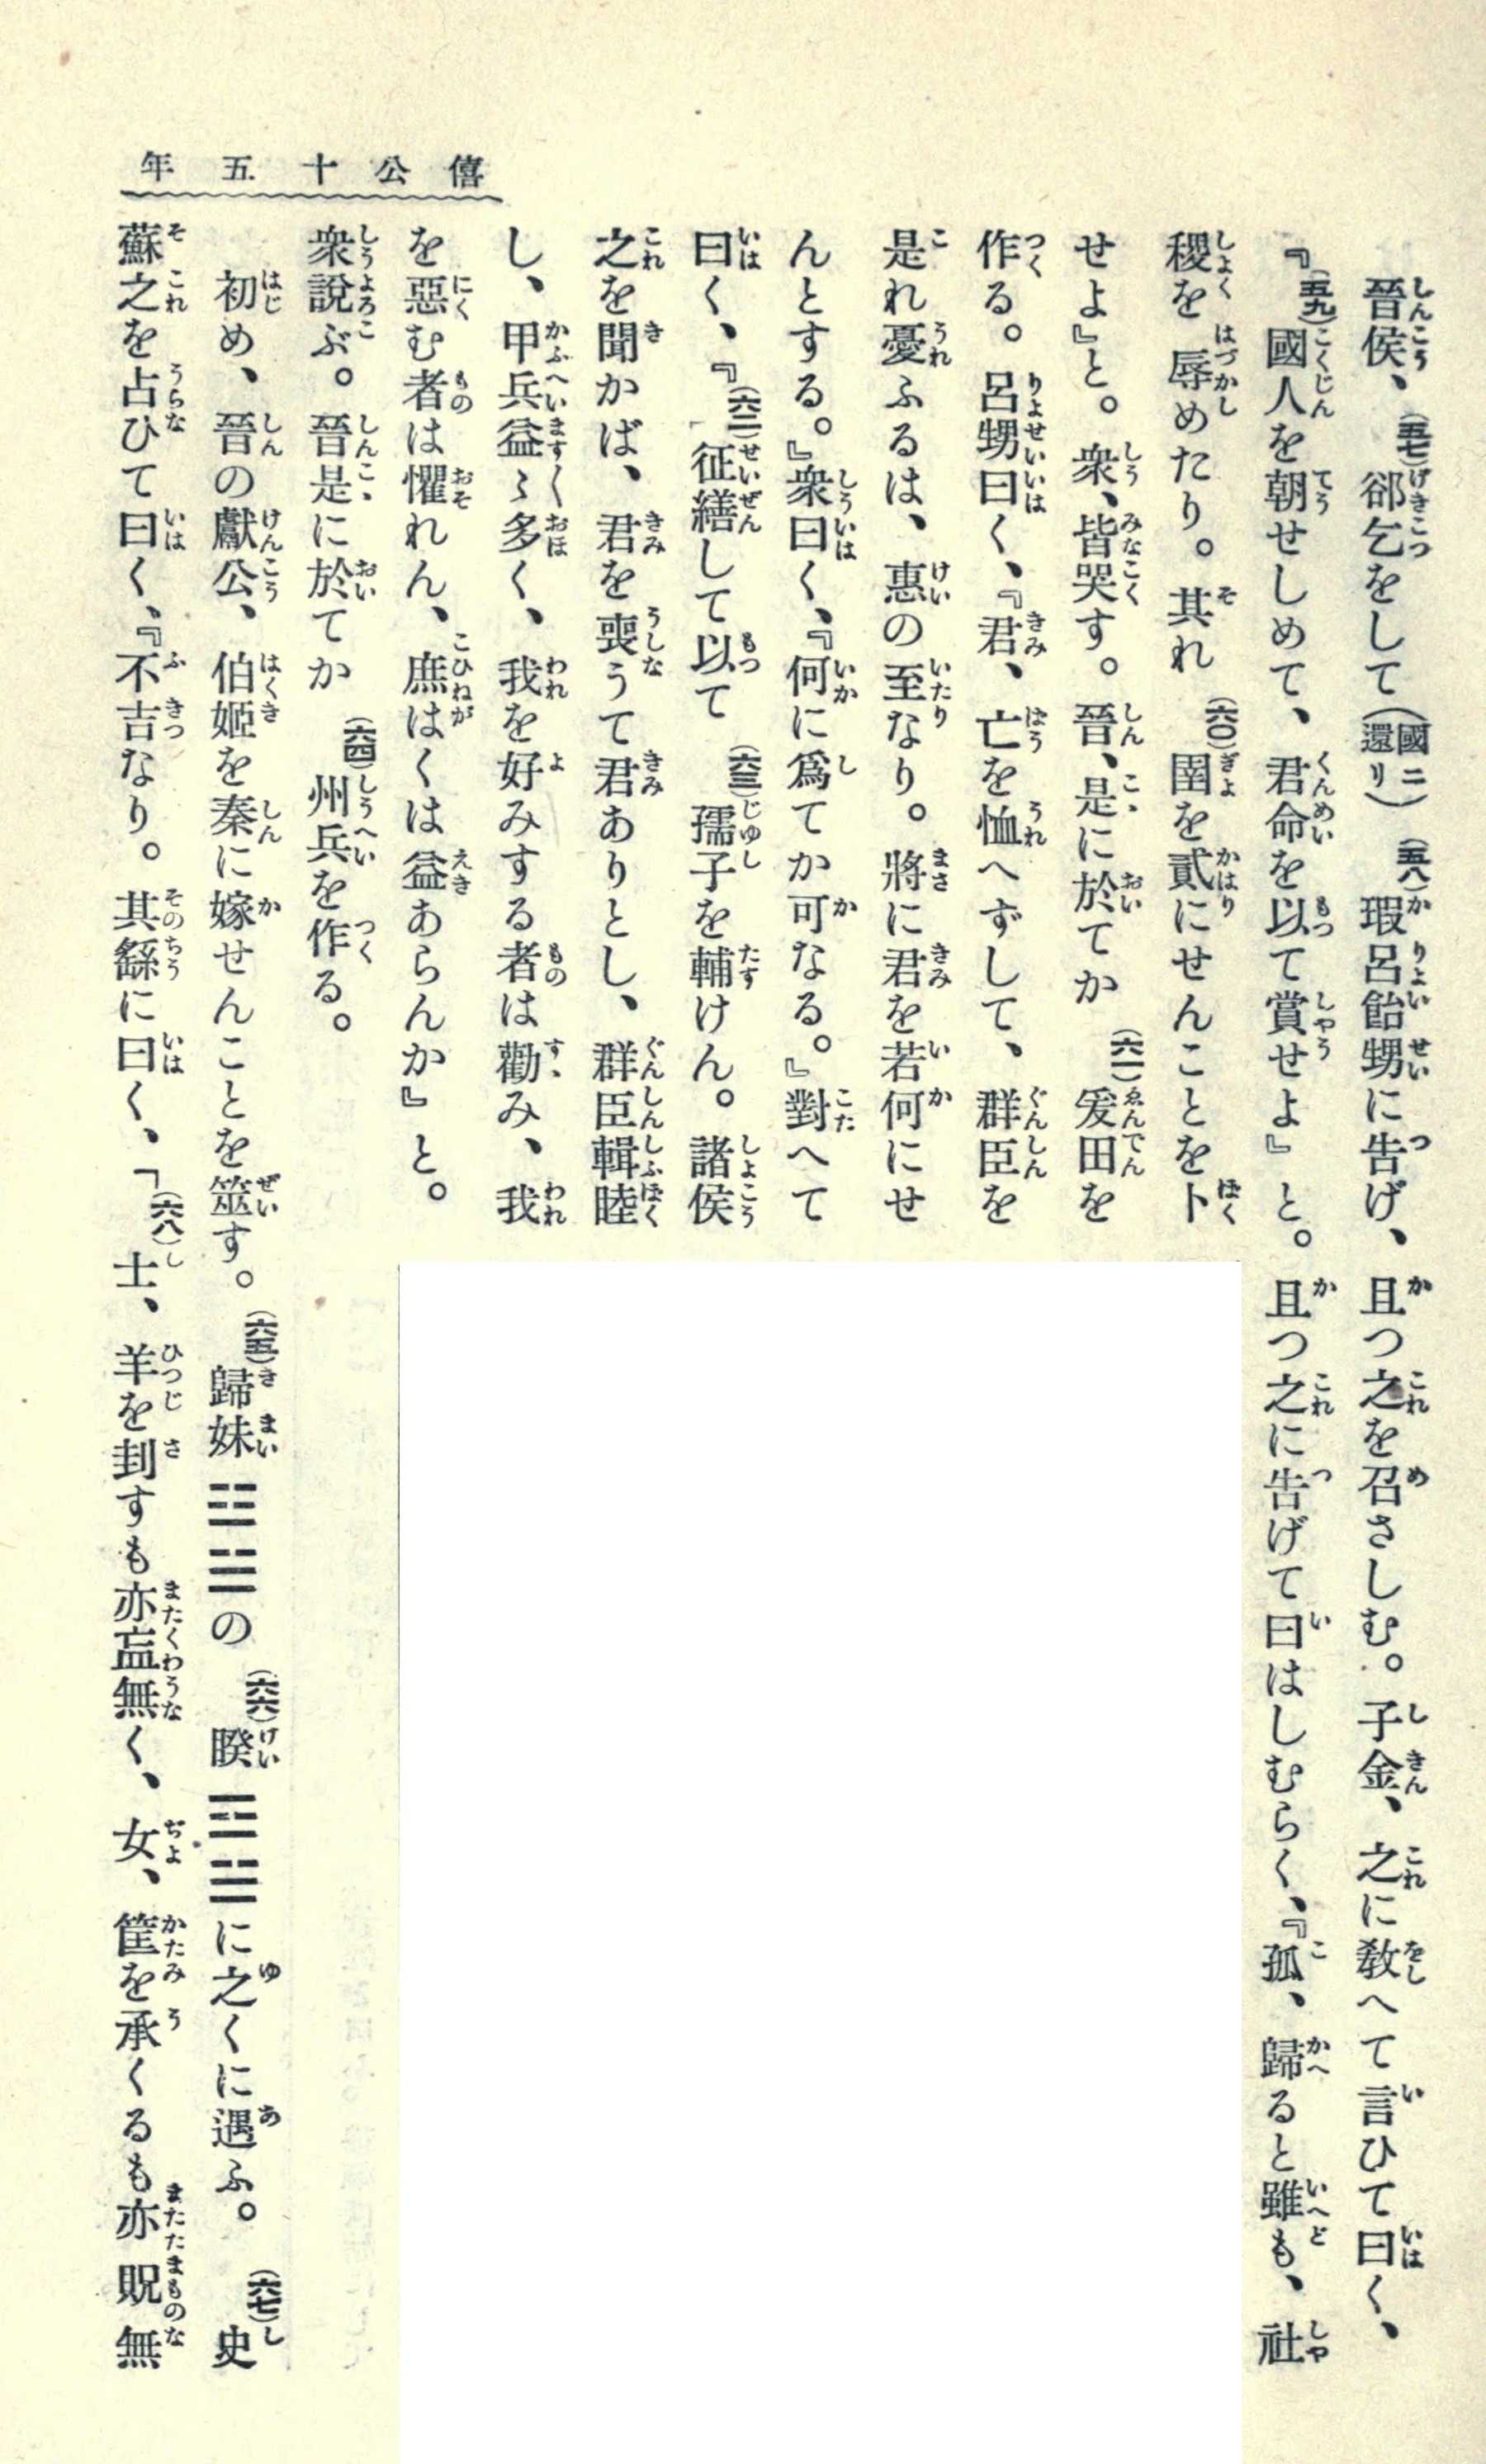 僖公十五年
晉侯、(五七)郤乞をして(國ニ還リ)(五八)瑕呂飴甥に告げ、且つ之を召さしむ。子金、之に敎へて言ひて曰く、
『(五九)國人を朝せしめて、君命を以て賞せよ』と。且つ之に告げて曰はしむらく、『孤、歸ると雖も、社
稷を辱めたり。其れ(六〇)圉を貳にせんことを卜
せよ』と。衆、皆哭す。晉、是に於てか(六一)爰田を
作る。呂甥曰く、『君、亡を恤へずして、群臣を
是れ憂ふるは、惠の至なり。將に君を若何にせ
んとする。』衆曰く、『何に爲てか可なる。』對へて
曰く、『(六二)征繕して以て(六三)孺子を輔けん。諸侯
之を聞かば、君を喪うて君ありとし、群臣輯睦
し、甲兵益〻多く、我を好みする者は勸み、我
を惡む者は懼れん、庶はくは益あらんか』と。
衆說ぶ。晉是に於てか(六四)州兵を作る。
初め、晉の獻公、伯姬を秦に嫁せんことを筮す。(六五)歸妹☳☱の(六六)睽☲☱に之くに遇ふ。(六七)史
蘇之を占ひて曰く、『不吉なり。其繇に曰く、「(六八)士、羊を刲すも亦衁無く、女、筐を承くるも亦貺無